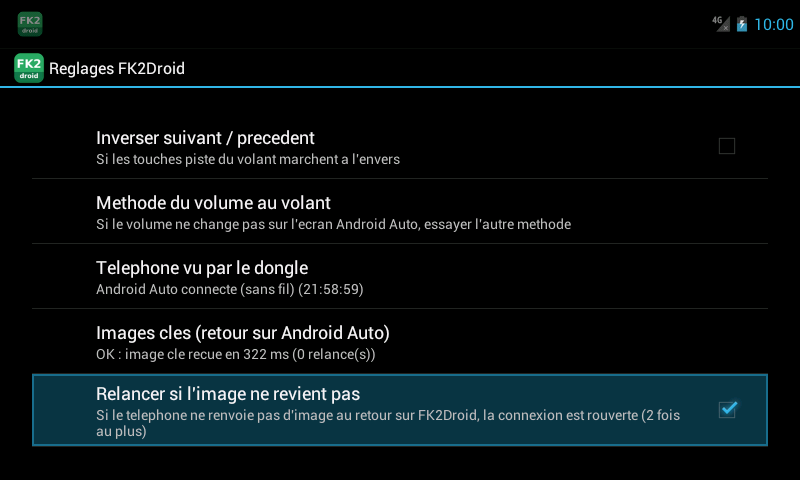 FK2
droid
4G
10:00
FK2
droid
Reglages FK2Droid
Inverser suivant / precedent
Si les touches piste du volant marchent a l'envers
Methode du volume au volant
Si le volume ne change pas sur l'ecran Android Auto, essayer l'autre methode
Telephone vu par le dongle
Android Auto connecte (sans fil) (21:58:59)
Images cles (retour sur Android Auto)
OK : image cle recue en 322 ms (0 relance(s))
Relancer si l'image ne revient pas
Si le telephone ne renvoie pas d'image au retour sur FK2Droid, la connexion est rouverte (2 fois
au plus)